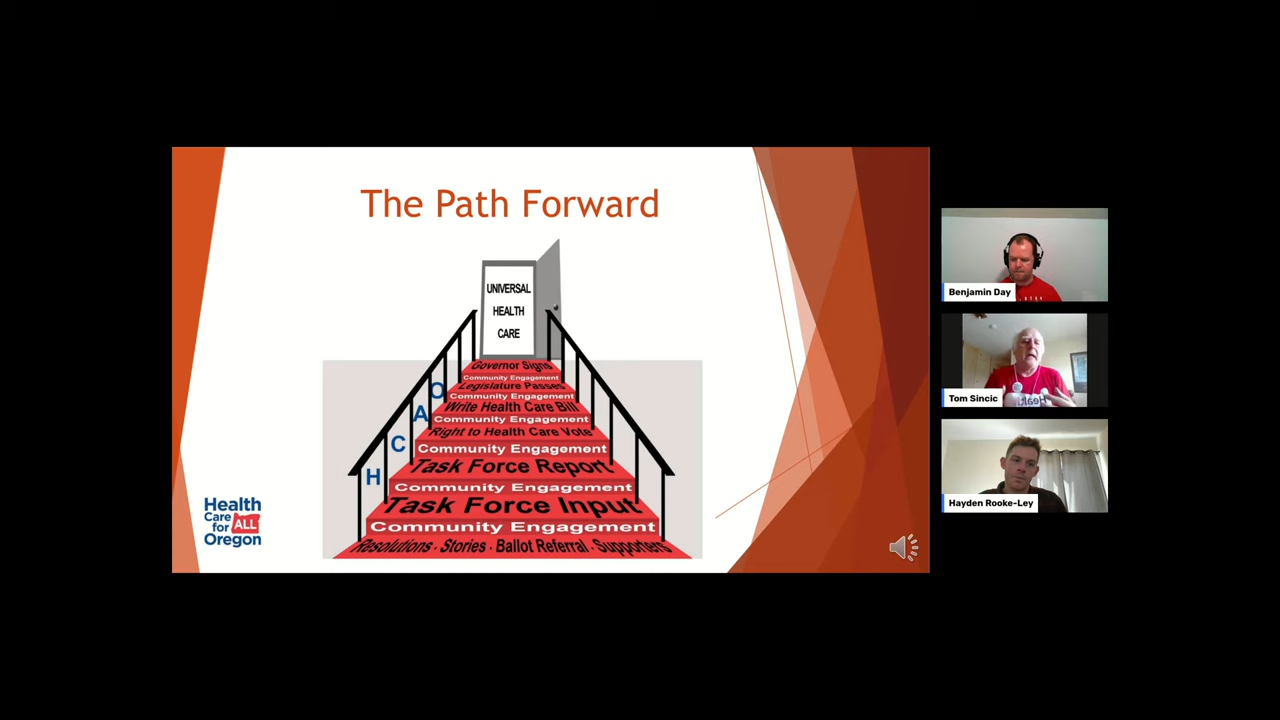 The Path Forward
UNIVERSAL
HEALTH
CARE
Governor Signs
Community Engagement
Legislature Passes
Community Engagement
Write Health Care Bill
Community Engagement
Right to Health Care Vote
Community Engagement
Task Force Report
Community Engagement
Task Force Input
Community Engagement
Resolutions · Stories · Ballot Referral · Supporters
H
C
A
O
Health
Care
for ALL
Oregon
Benjamin Day
Tom Sincic
Hayden Rooke-Ley